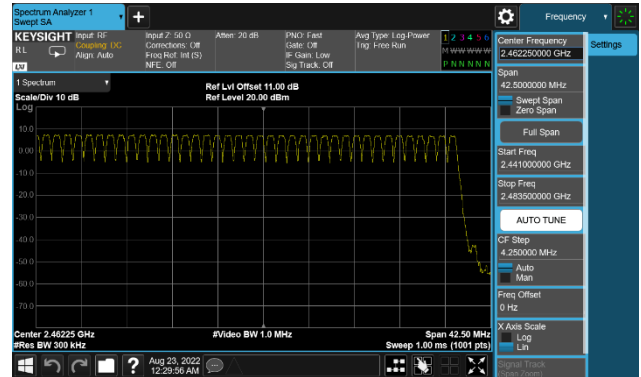 Spectrum Analyzer 1
Swept SA
+
Frequency
KEYSIGHT
RL
Input: RF
Coupling: DC
Align: Auto
Input Z: 50 Ω
Corrections: Off
Freq Ref: Int (S)
NFE: Off
Atten: 20 dB
PNO: Fast
Gate: Off
IF Gain: Low
Sig Track: Off
Avg Type: Log-Power
Trig: Free Run
1 2 3 4 5 6
M W W W W W
P N N N N N
1 Spectrum
Scale/Div 10 dB
Log
Ref Lvl Offset 11.00 dB
Ref Level 20.00 dBm
10.0
0.00
-10.0
-20.0
-30.0
-40.0
-50.0
-60.0
-70.0
Center 2.46225 GHz
#Res BW 300 kHz
#Video BW 1.0 MHz
Span 42.50 MHz
Sweep 1.00 ms (1001 pts)
Aug 23, 2022
12:29:56 AM
?
Settings
Center Frequency
2.462250000 GHz
Span
42.5000000 MHz
Swept Span
Zero Span
Full Span
Start Freq
2.441000000 GHz
Stop Freq
2.483500000 GHz
AUTO TUNE
CF Step
4.250000 MHz
Auto
Man
Freq Offset
0 Hz
X Axis Scale
Log
Lin
Signal Track
(Span Zoom)